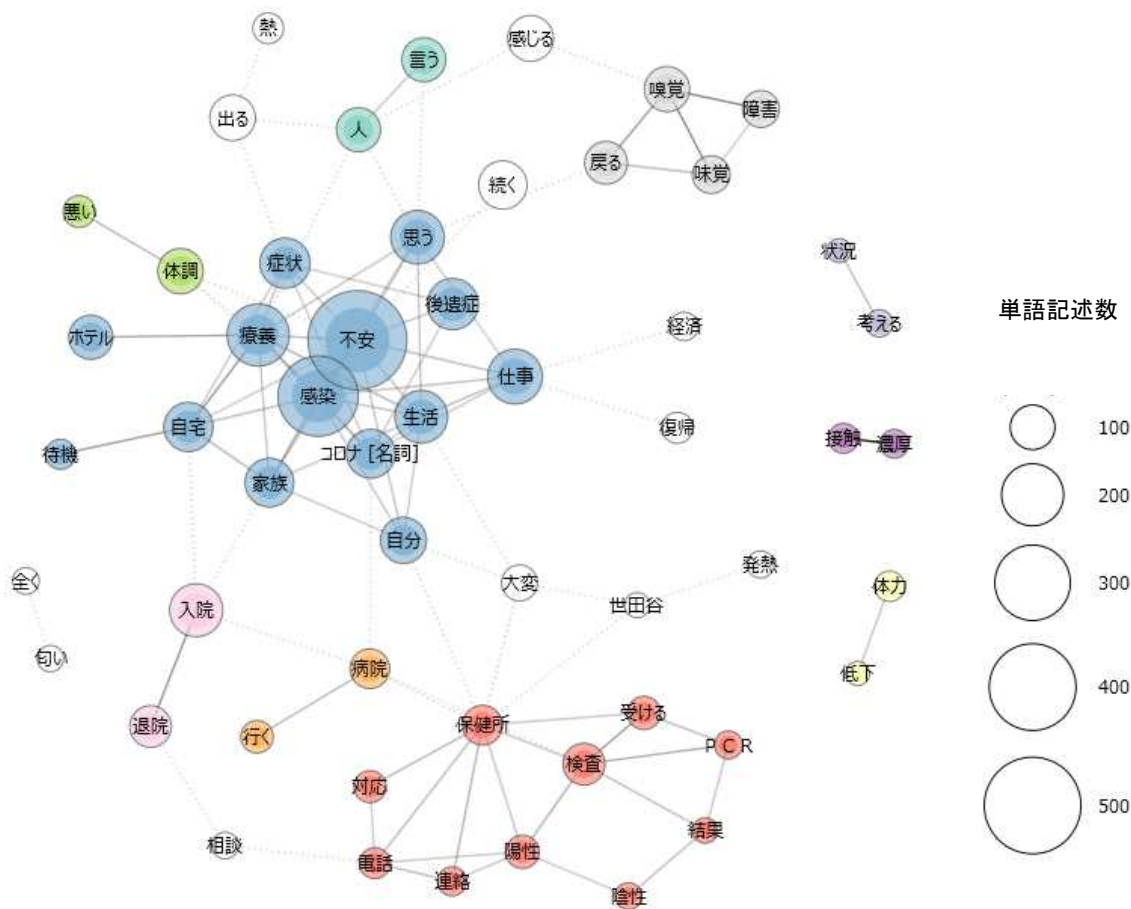 熱
言う
感じる
嗅覚
障害
出る
人
戻る
味覚
続く
悪い
体調
症状
思う
状況
後遺症
単語記述数
ホテル
療養
不安
経済
考える
仕事
感染
自宅
生活
復帰
接触
濃厚
100
待機
コロナ [名詞]
家族
200
自分
全く
大変
発熱
体力
300
入院
世田谷
匂い
病院
低下
400
退院
行く
保健所
受ける
PCR
検査
対応
500
相談
電話
連絡
陽性
結果
陰性